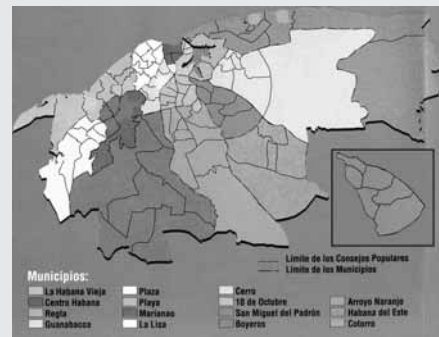 Límite de los Consejos Populares
Límite de los Municipios
Municipios:
La Habana Vieja
Centro Habana
Regla
Guanabacoa
Plaza
Playa
Marianao
La Lisa
Cerro
10 de Octubre
San Miguel del Padrón
Boyeros
Arroyo Naranjo
Habana del Este
Cotorro